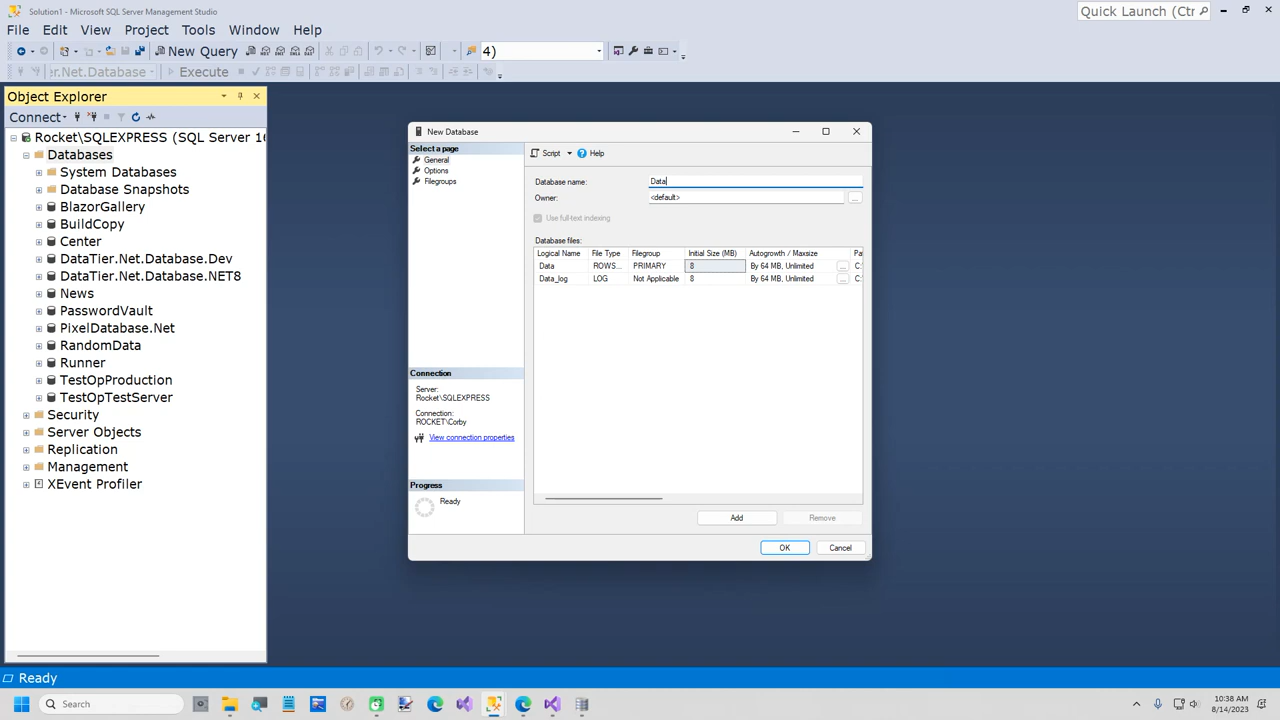 Solution1 - Microsoft SQL Server Management Studio
Quick Launch (Ctr
File Edit View Project Tools Window Help
New Query
4)
er.Net.Database
Execute
Object Explorer
Connect
Rocket\SQLEXPRESS (SQL Server 16
Databases
System Databases
Database Snapshots
BlazorGallery
BuildCopy
Center
DataTier.Net.Database.Dev
DataTier.Net.Database.NET8
News
PasswordVault
PixelDatabase.Net
RandomData
Runner
TestOpProduction
TestOpTestServer
Security
Server Objects
Replication
Management
XEvent Profiler
New Database
Select a page
General
Options
Filegroups
Connection
Server:
Rocket\SQLEXPRESS
Connection:
ROCKET\Corby
View connection properties
Progress
Ready
Script Help
Database name: Data
Owner: <default> ...
Use full-text indexing
Database files:
Logical Name File Type Filegroup Initial Size (MB) Autogrowth / Maxsize Pa
Data ROWS... PRIMARY 8 By 64 MB, Unlimited ... C:
Data_log LOG Not Applicable 8 By 64 MB, Unlimited ... C:
Add Remove
OK Cancel
Ready
Search
10:38 AM
8/14/2023